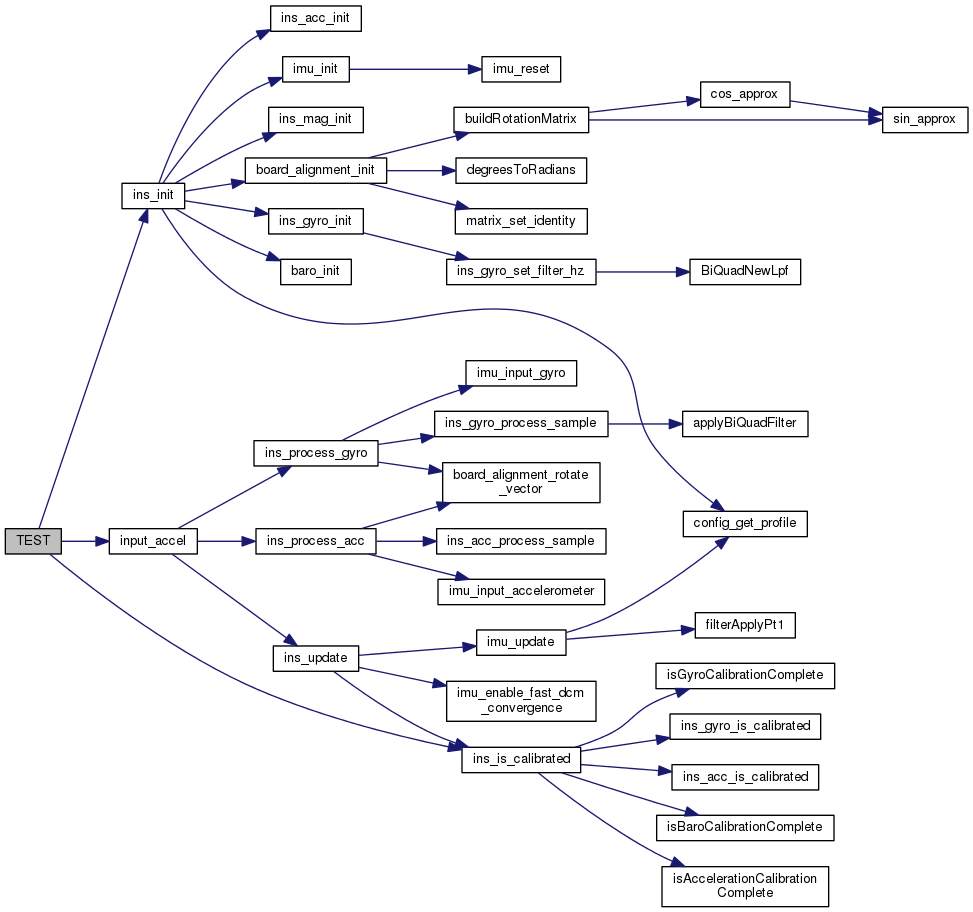 ins_acc_init
imu_init
imu_reset
cos_approx
ins_mag_init
buildRotationMatrix
sin_approx
board_alignment_init
degreesToRadians
ins_init
ins_gyro_init
matrix_set_identity
baro_init
ins_gyro_set_filter_hz
BiQuadNewLpf
imu_input_gyro
ins_gyro_process_sample
applyBiQuadFilter
ins_process_gyro
board_alignment_rotate
_vector
config_get_profile
TEST
input_accel
ins_process_acc
ins_acc_process_sample
imu_input_accelerometer
filterApplyPt1
imu_update
ins_update
isGyroCalibrationComplete
imu_enable_fast_dcm
_convergence
ins_gyro_is_calibrated
ins_is_calibrated
ins_acc_is_calibrated
isBaroCalibrationComplete
isAccelerationCalibration
Complete